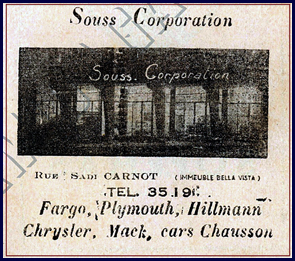 Souss Corporation
Souss. Corporation
RUE SADI CARNOT (IMMEUBLE BELLA VISTA)
.TEL. 35.19
Fargo, Plymouth, Hillmann
Chrysler, Mack, cars Chausson